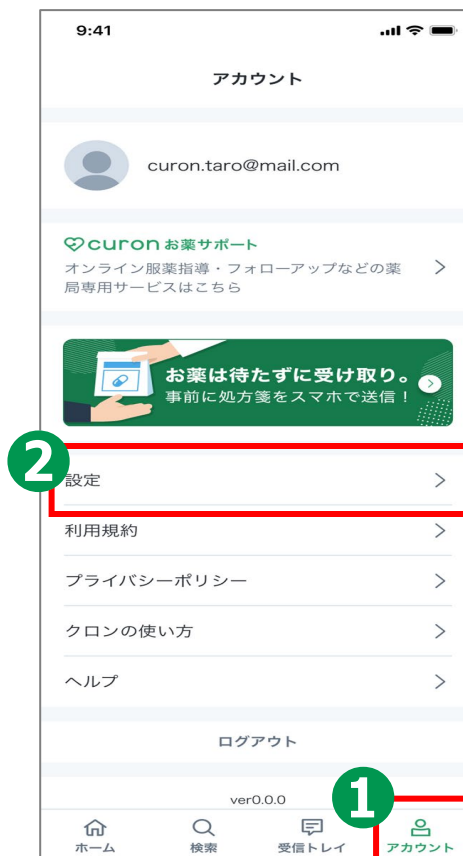 9:41
アカウント
curon.taro@mail.com
curon お薬サポート
オンライン服薬指導・フォローアップなどの薬
局専用サービスはこちら
お薬は待たずに受け取り。
事前に処方箋をスマホで送信！
2
設定
利用規約
プライバシーポリシー
クロンの使い方
ヘルプ
ログアウト
ver0.0.0
1
ホーム 検索 受信トレイ アカウント